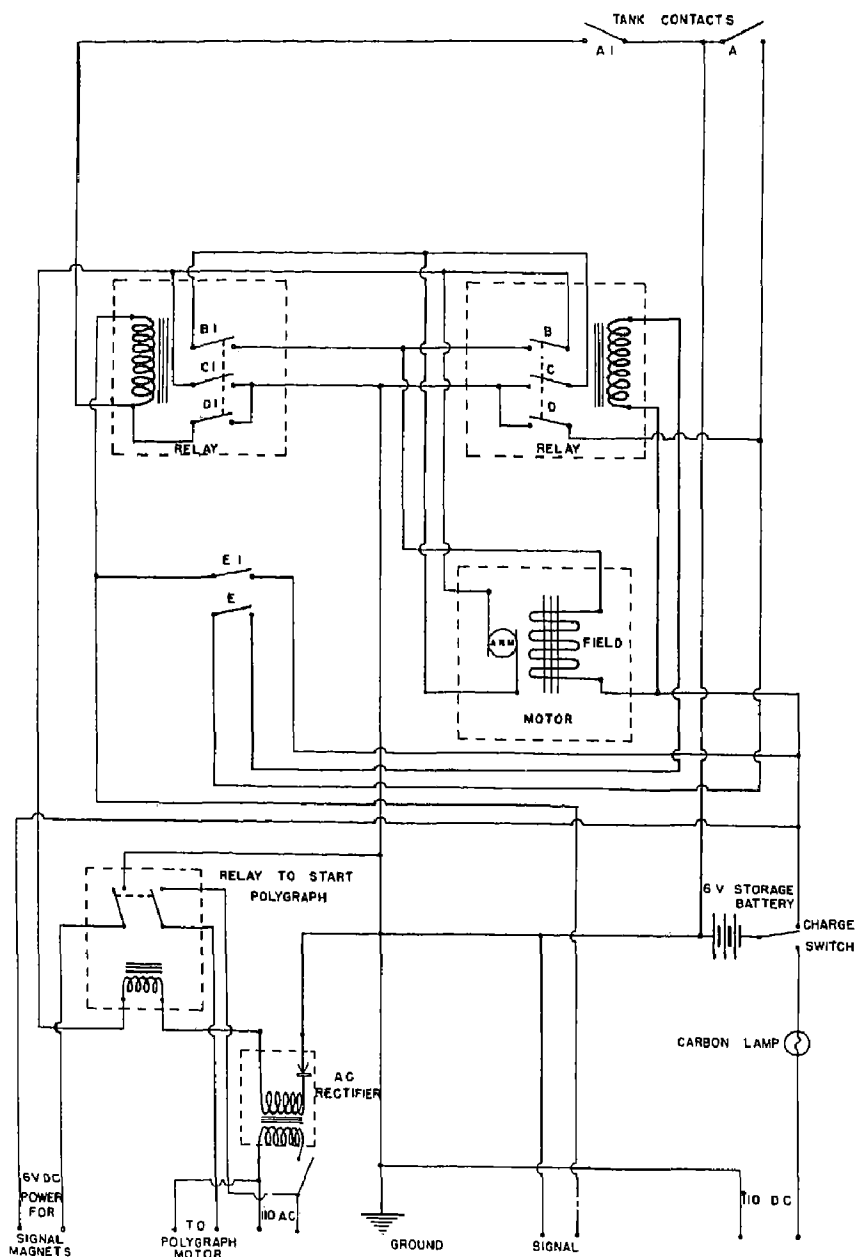 TANK CONTACTS
A1
A
B1
B
C1
C
D1
D
RELAY
RELAY
E1
E
ARM
FIELD
MOTOR
RELAY TO START
POLYGRAPH
6 V STORAGE
BATTERY
CHARGE
SWITCH
CARBON LAMP
AC
RECTIFIER
6V DC
POWER
FOR
SIGNAL
MAGNETS
TO
POLYGRAPH
MOTOR
110 AC
GROUND
SIGNAL
110 DC